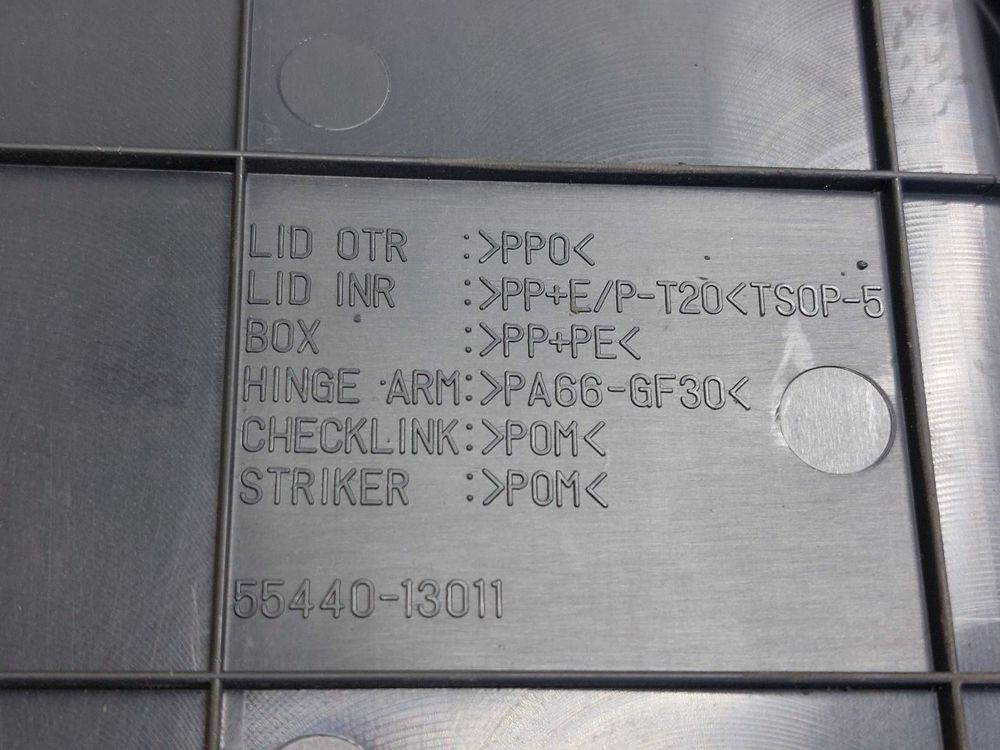 LID OTR :>PPO<
LID INR :>PP+E/P-T20<TSOP-5
BOX :>PP+PE<
HINGE ARM:>PA66-GF30<
CHECKLINK:>POM<
STRIKER :>POM<
55440-13011